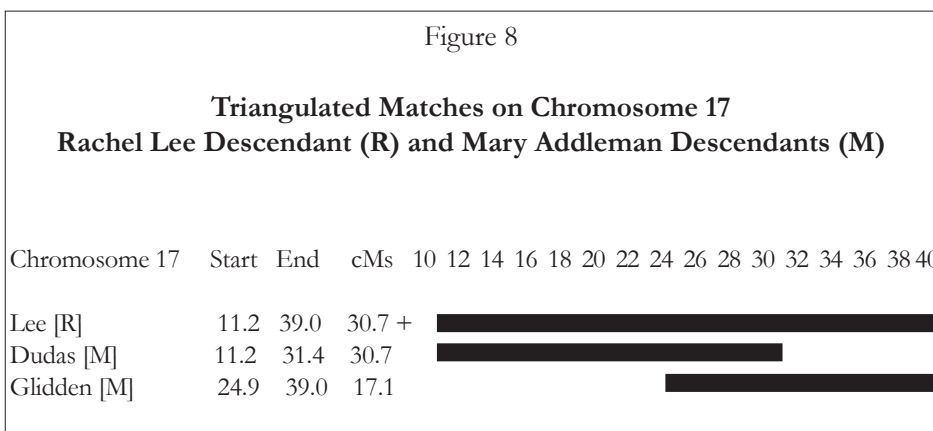 Figure 8
Triangulated Matches on Chromosome 17
Rachel Lee Descendant (R) and Mary Addleman Descendants (M)
Chromosome 17 Start End cMs 10 12 14 16 18 20 22 24 26 28 30 32 34 36 38 40
Lee [R] 11.2 39.0 30.7 +
Dudas [M] 11.2 31.4 30.7
Glidden [M] 24.9 39.0 17.1